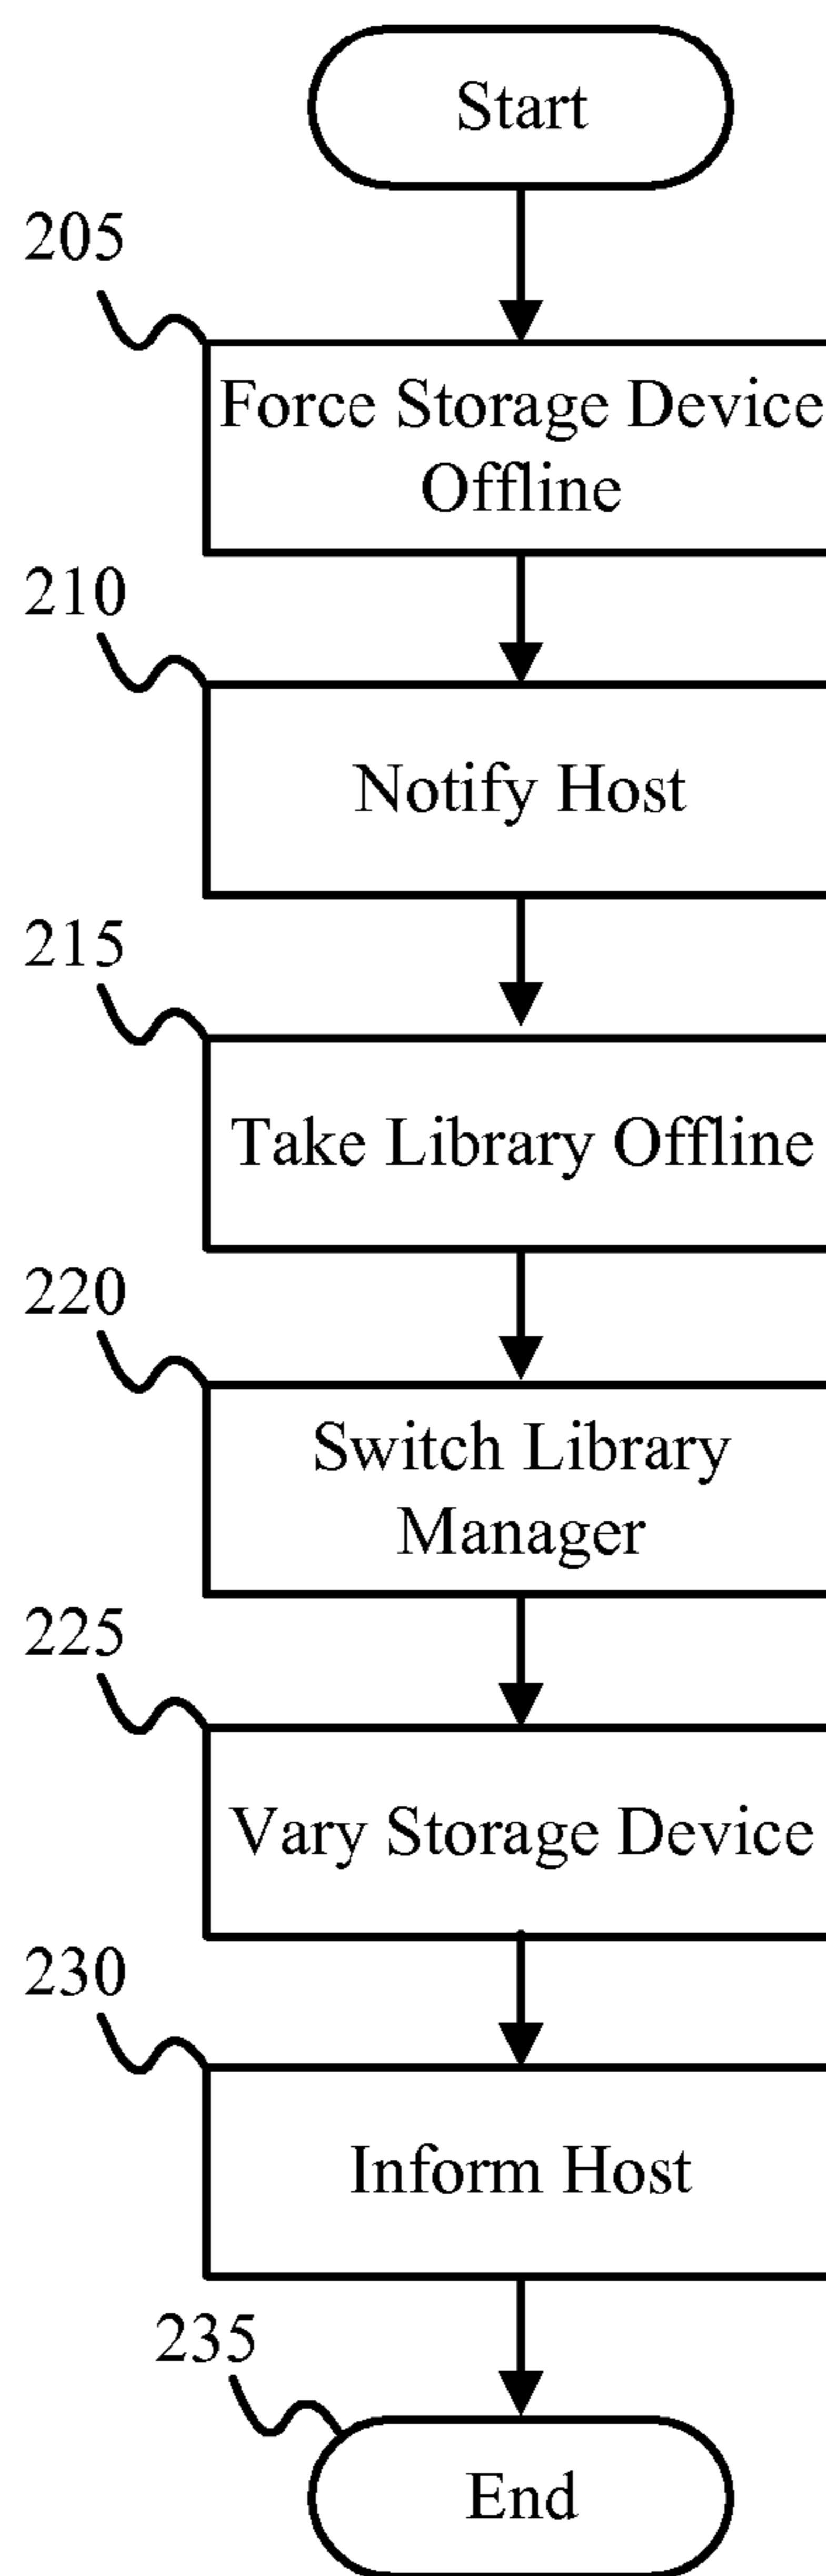 Start
205
Force Storage Device
Offline
210
Notify Host
215
Take Library Offline
220
Switch Library
Manager
225
Vary Storage Device
230
Inform Host
235
End